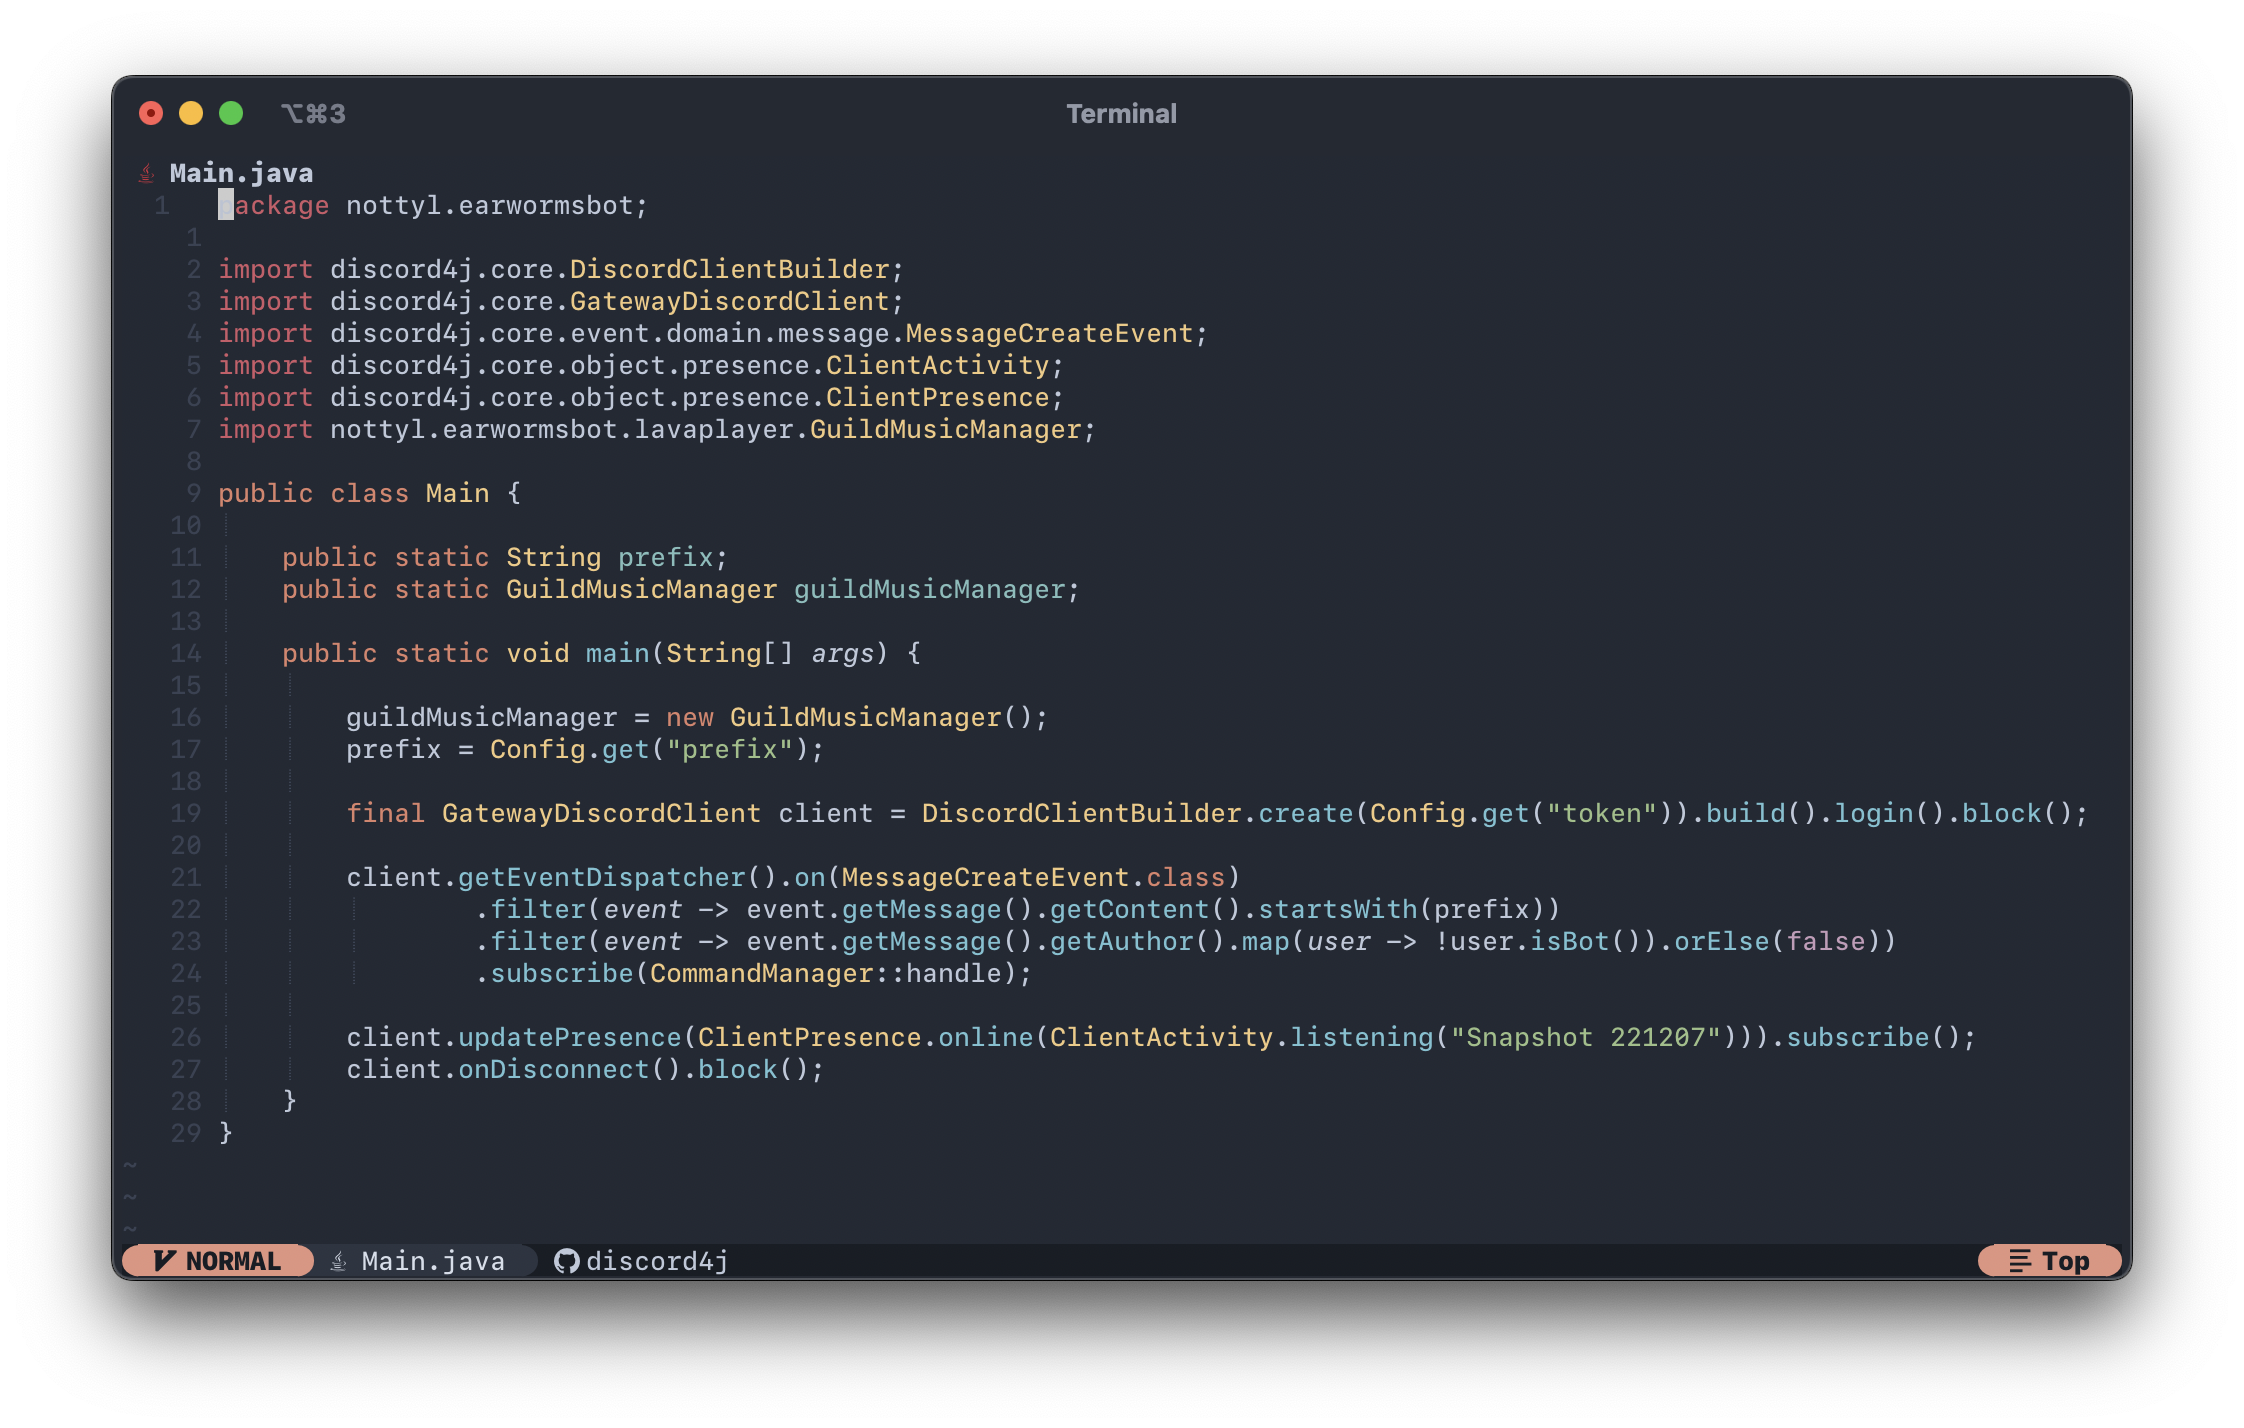 ⌥⌘3 Terminal
Main.java
1 package nottyl.earwormsbot;
1
2 import discord4j.core.DiscordClientBuilder;
3 import discord4j.core.GatewayDiscordClient;
4 import discord4j.core.event.domain.message.MessageCreateEvent;
5 import discord4j.core.object.presence.ClientActivity;
6 import discord4j.core.object.presence.ClientPresence;
7 import nottyl.earwormsbot.lavaplayer.GuildMusicManager;
8
9 public class Main {
10
11     public static String prefix;
12     public static GuildMusicManager guildMusicManager;
13
14     public static void main(String[] args) {
15
16         guildMusicManager = new GuildMusicManager();
17         prefix = Config.get("prefix");
18
19         final GatewayDiscordClient client = DiscordClientBuilder.create(Config.get("token")).build().login().block();
20
21         client.getEventDispatcher().on(MessageCreateEvent.class)
22                 .filter(event -> event.getMessage().getContent().startsWith(prefix))
23                 .filter(event -> event.getMessage().getAuthor().map(user -> !user.isBot()).orElse(false))
24                 .subscribe(CommandManager::handle);
25
26         client.updatePresence(ClientPresence.online(ClientActivity.listening("Snapshot 221207"))).subscribe();
27         client.onDisconnect().block();
28     }
29 }
~
~
~
NORMAL Main.java discord4j Top